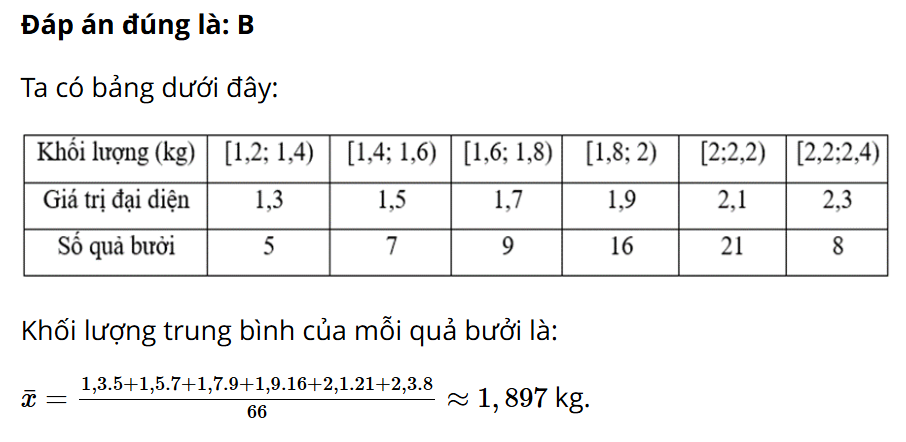 Đáp án đúng là: B
Ta có bảng dưới đây:
Khối lượng (kg) [1,2; 1,4) [1,4; 1,6) [1,6; 1,8) [1,8; 2) [2;2,2) [2,2;2,4)
Giá trị đại diện 1,3 1,5 1,7 1,9 2,1 2,3
Số quả bưởi 5 7 9 16 21 8
Khối lượng trung bình của mỗi quả bưởi là:
x̄ = (1,3.5+1,5.7+1,7.9+1,9.16+2,1.21+2,3.8)/66 ≈ 1,897 kg.